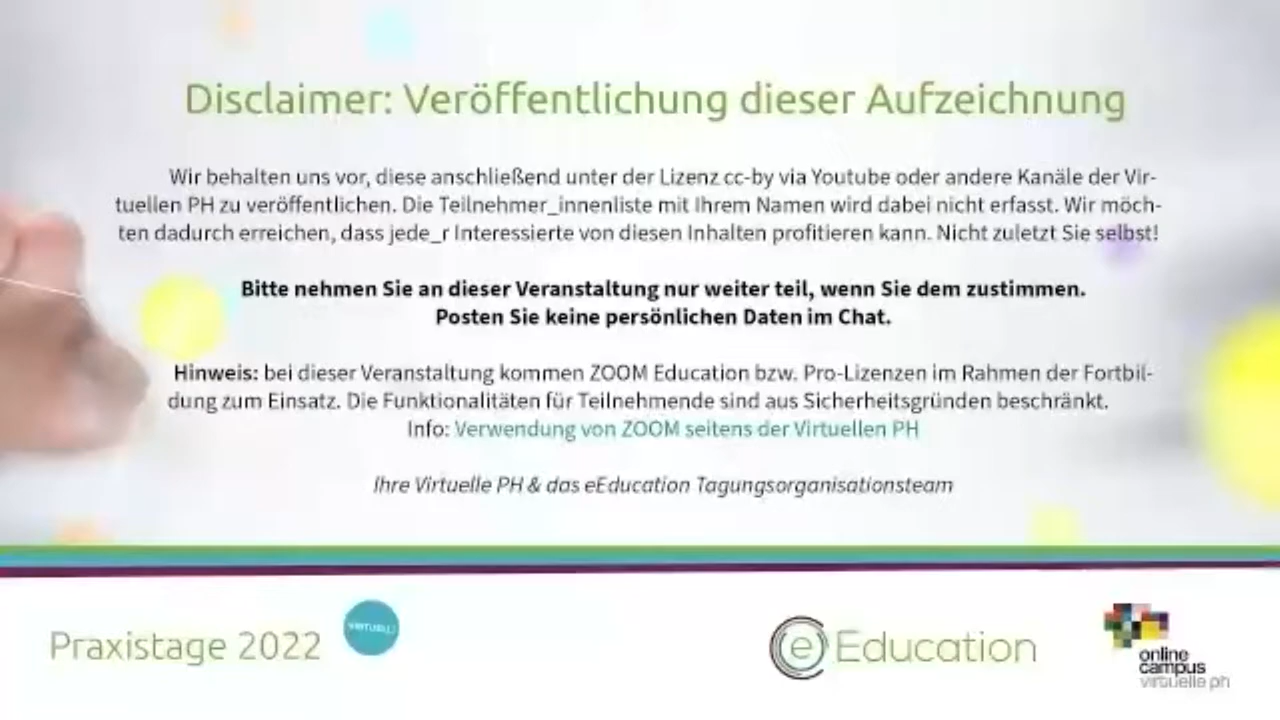 Disclaimer: Veröffentlichung dieser Aufzeichnung
Wir behalten uns vor, diese anschließend unter der Lizenz cc-by via Youtube oder andere Kanäle der Vir-
tuellen PH zu veröffentlichen. Die Teilnehmer_innenliste mit Ihrem Namen wird dabei nicht erfasst. Wir möch-
ten dadurch erreichen, dass jede_r Interessierte von diesen Inhalten profitieren kann. Nicht zuletzt Sie selbst!
Bitte nehmen Sie an dieser Veranstaltung nur weiter teil, wenn Sie dem zustimmen.
Posten Sie keine persönlichen Daten im Chat.
Hinweis: bei dieser Veranstaltung kommen ZOOM Education bzw. Pro-Lizenzen im Rahmen der Fortbil-
dung zum Einsatz. Die Funktionalitäten für Teilnehmende sind aus Sicherheitsgründen beschränkt.
Info: Verwendung von ZOOM seitens der Virtuellen PH
Ihre Virtuelle PH & das eEducation Tagungsorganisationsteam
Praxistage 2022
VIRTUELL
eEducation
online
campus
virtuelle ph